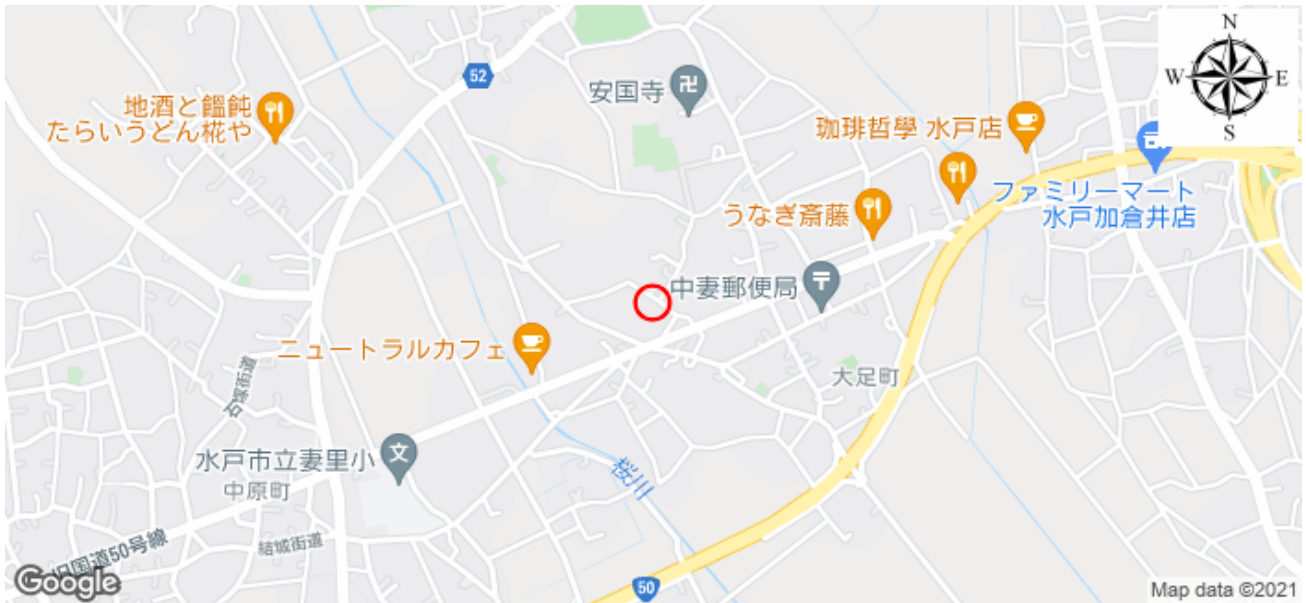 N
W
E
S
52
安国寺
地酒と饂飩
たらいうどん椛や
珈琲哲學 水戸店
ファミリーマート
水戸加倉井店
うなぎ斎藤
中妻郵便局
ニュートラルカフェ
大足町
石塚街道
水戸市立妻里小
文
中原町
桜川
旧国道50号線
結城街道
50
Google
Map data ©2021